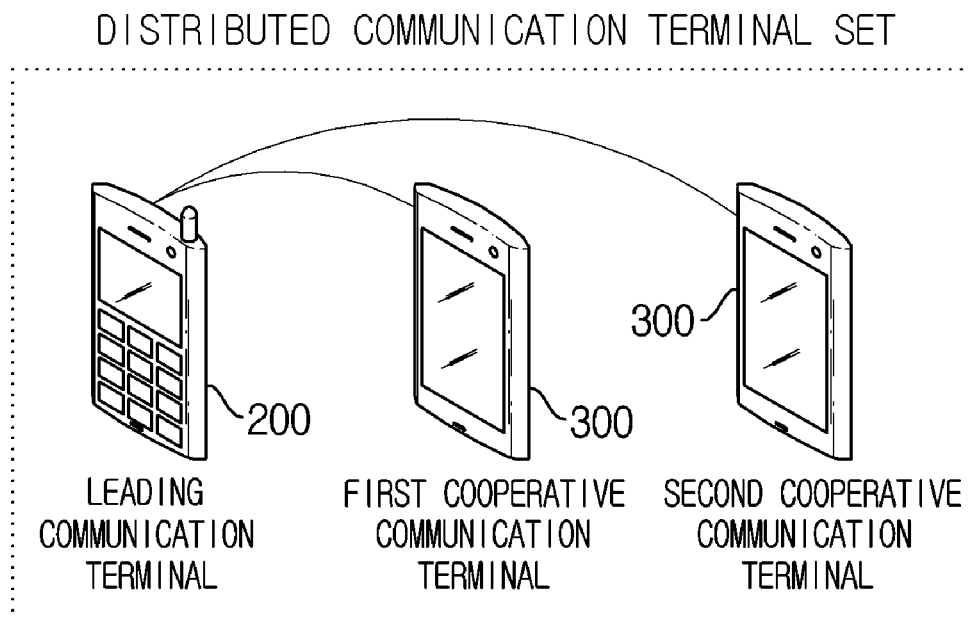 DISTRIBUTED COMMUNICATION TERMINAL SET
300
200
300
LEADING
COMMUNICATION
TERMINAL
FIRST COOPERATIVE
COMMUNICATION
TERMINAL
SECOND COOPERATIVE
COMMUNICATION
TERMINAL